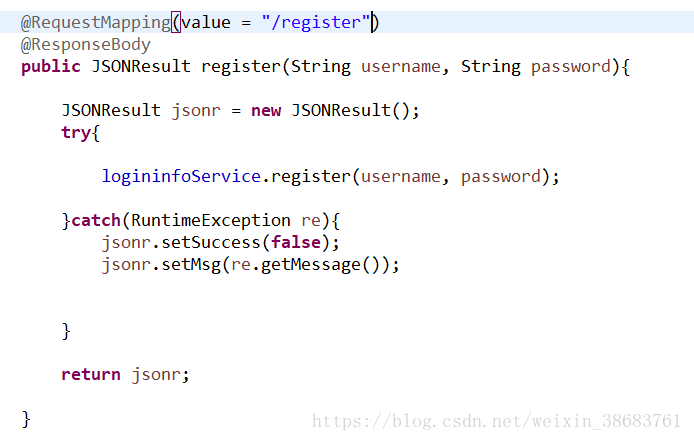 @RequestMapping(value = "/register")
@ResponseBody
public JSONResult register(String username, String password){
JSONResult jsonr = new JSONResult();
try{
logininfoService.register(username, password);
}catch(RuntimeException re){
jsonr.setSuccess(false);
jsonr.setMsg(re.getMessage());
}
return jsonr;
}
https://blog.csdn.net/weixin_38683761